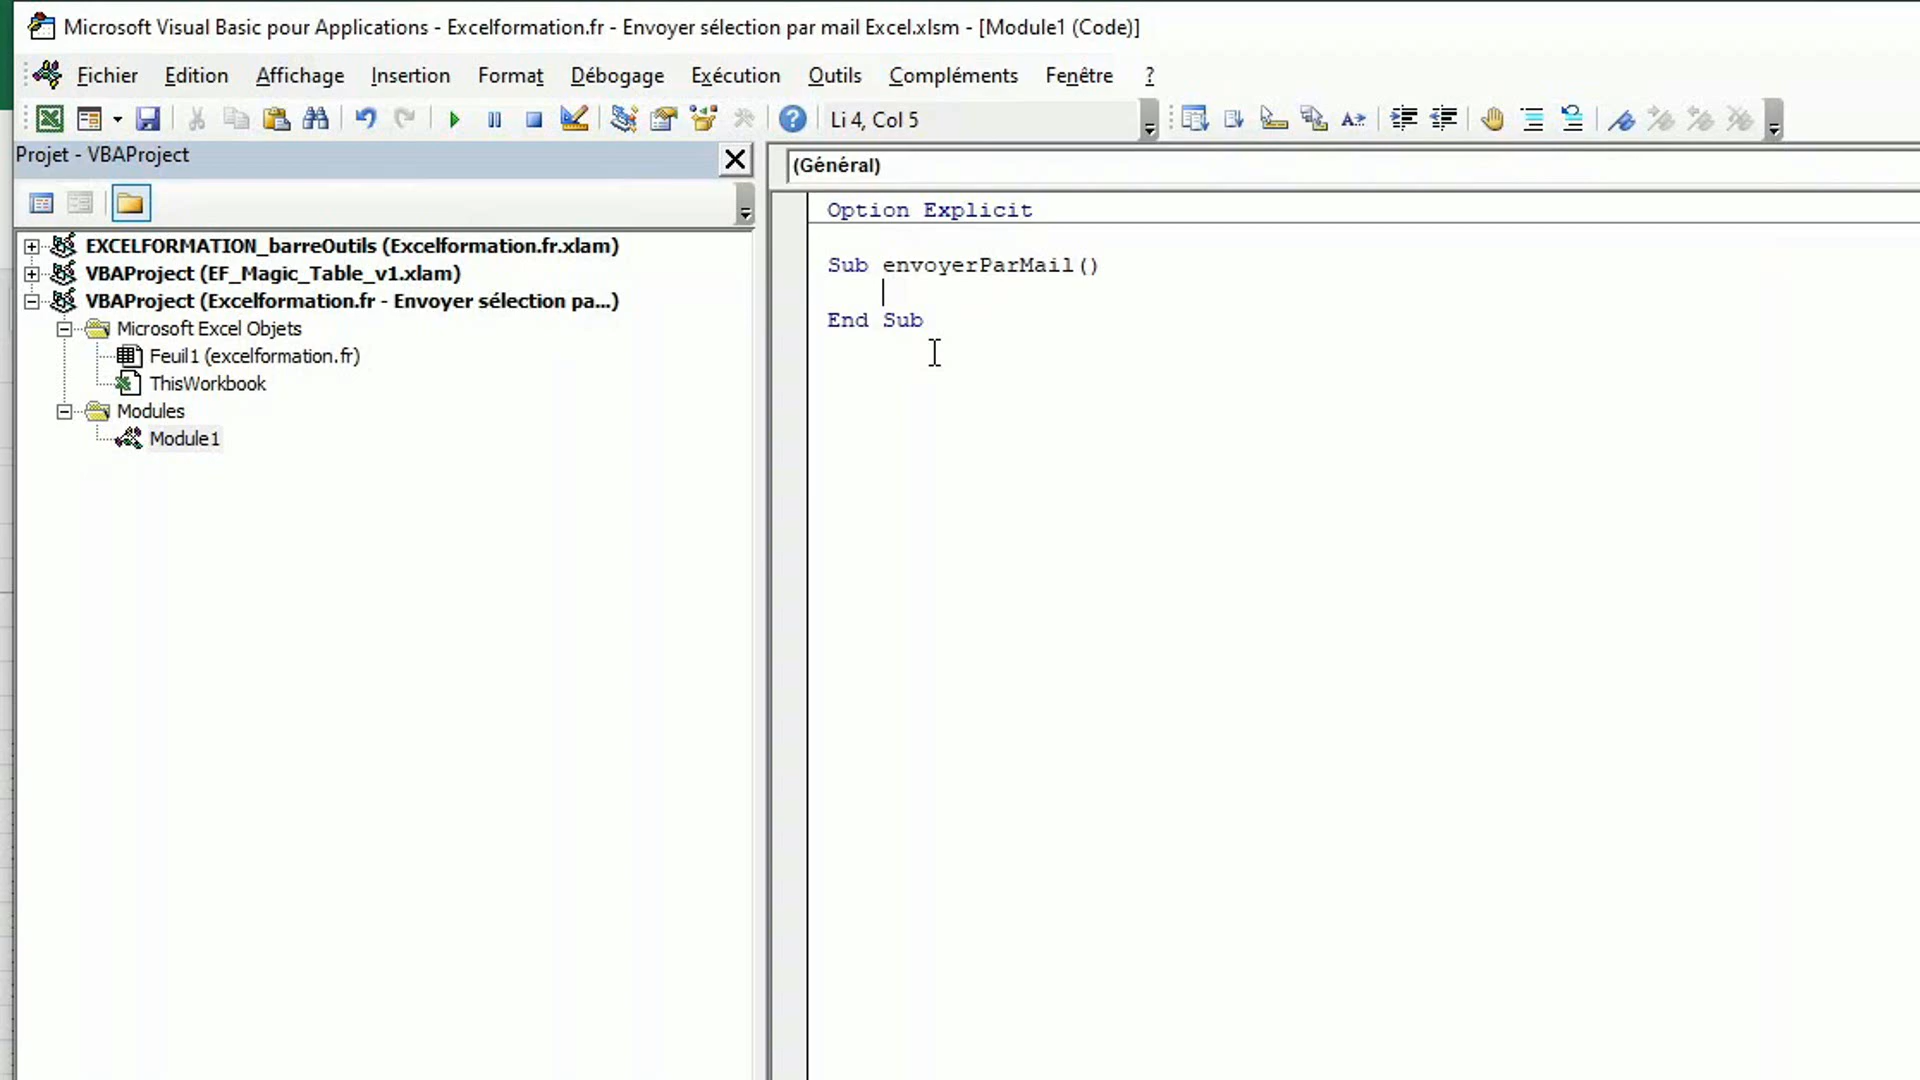 Microsoft Visual Basic pour Applications - Excelformation.fr - Envoyer sélection par mail Excel.xlsm - [Module1 (Code)]
Fichier Edition Affichage Insertion Format Débogage Exécution Outils Compléments Fenêtre ?
Li 4, Col 5
Projet - VBAProject
(Général)
EXCELFORMATION_barreOutils (Excelformation.fr.xlam)
VBAProject (EF_Magic_Table_v1.xlam)
VBAProject (Excelformation.fr - Envoyer sélection pa...)
Microsoft Excel Objets
Feuil1 (excelformation.fr)
ThisWorkbook
Modules
Module1
Option Explicit
Sub envoyerParMail()
End Sub